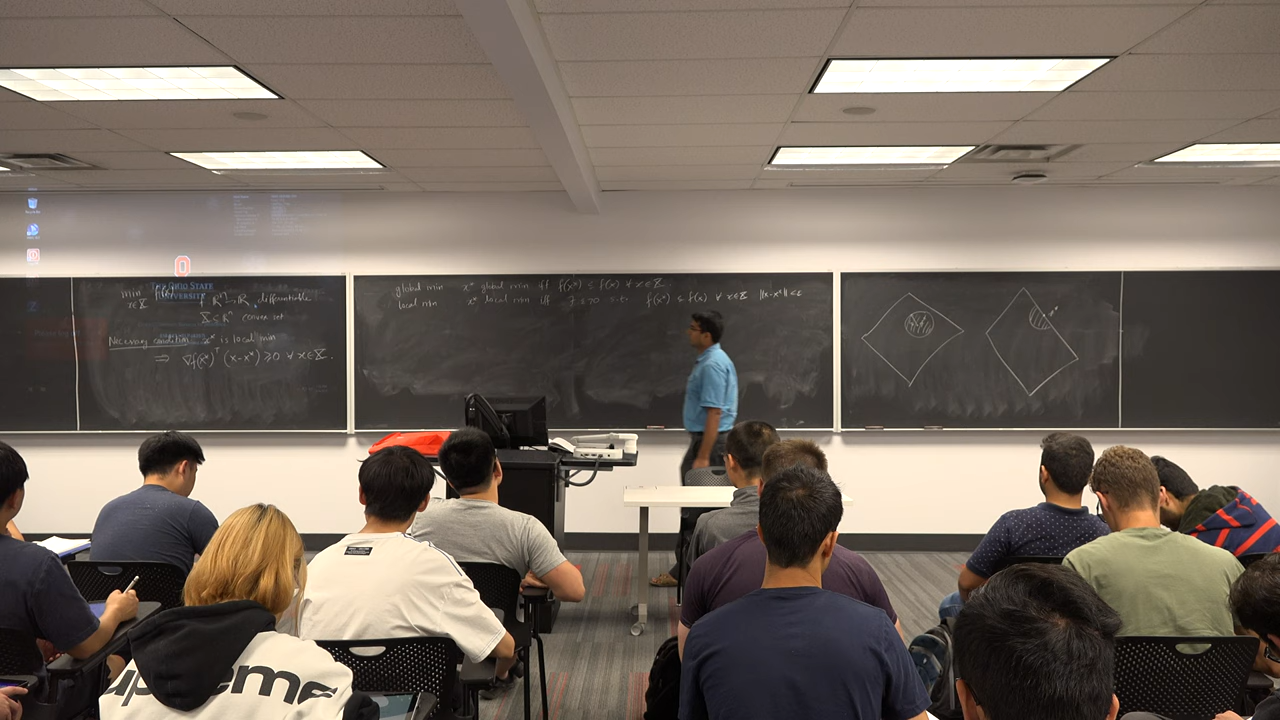 min f(x)
x∈X
f: ℝⁿ→ℝ, differentiable
X ⊆ ℝⁿ convex set
Necessary condition x* is local min
⇒ ∇f(x*)ᵀ (x-x*) ≥ 0 ∀ x∈X.
global min x* global min iff f(x*) ≤ f(x) ∀ x∈X
local min x* local min iff ∃ ε>0 s.t. f(x*) ≤ f(x) ∀ x∈X ||x-x*||<ε
O
THE OHIO STATE
UNIVERSITY
upreme